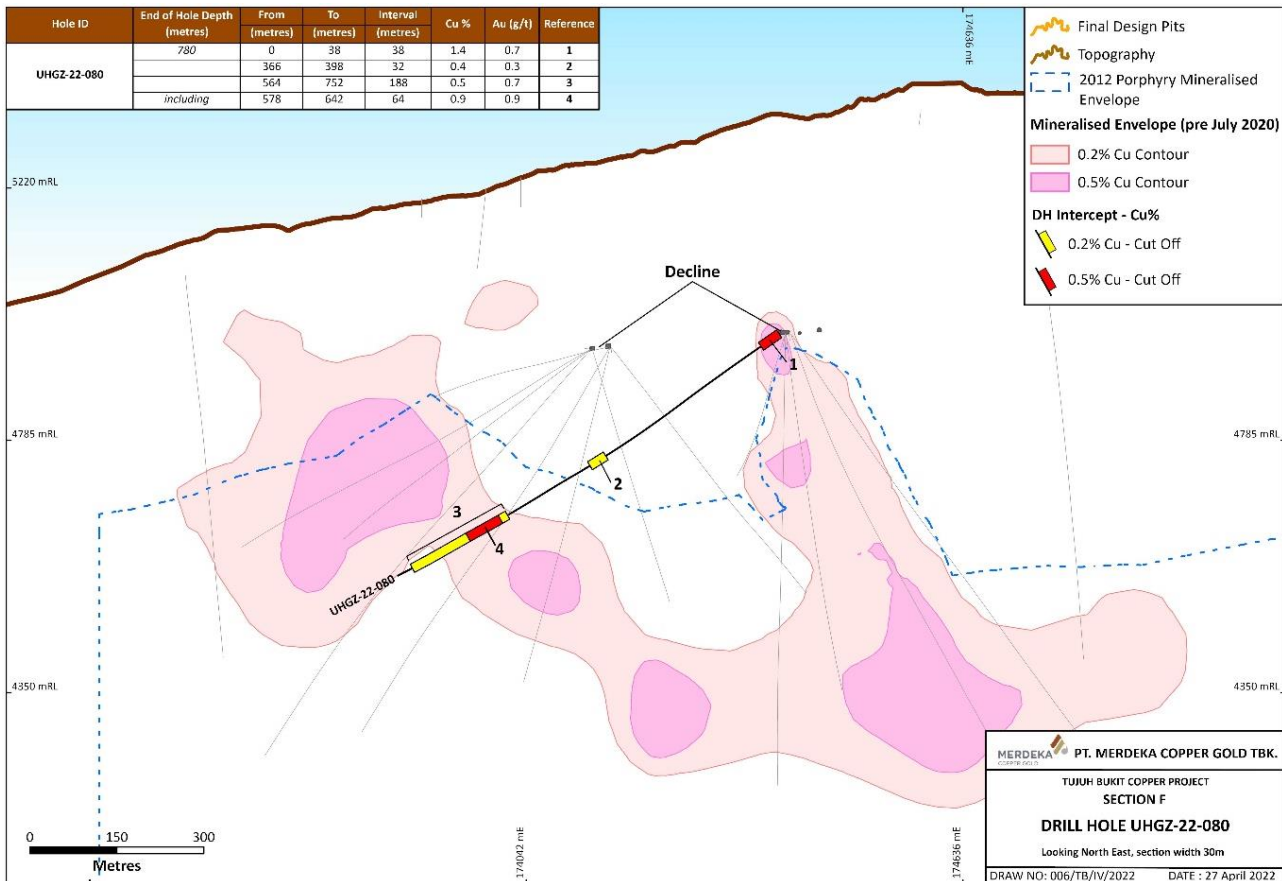 Hole ID End of Hole Depth (metres) From (metres) To (metres) Interval (metres) Cu % Au (g/t) Reference
UHGZ-22-080 780 0 38 38 1.4 0.7 1
366 398 32 0.4 0.3 2
564 752 188 0.5 0.7 3
including 578 642 64 0.9 0.9 4
174636 mE
Final Design Pits
Topography
2012 Porphyry Mineralised
Envelope
Mineralised Envelope (pre July 2020)
0.2% Cu Contour
0.5% Cu Contour
DH Intercept - Cu%
0.2% Cu - Cut Off
0.5% Cu - Cut Off
5220 mRL
Decline
1
4785 mRL
4785 mRL
2
3
4
UHGZ-22-080
4350 mRL
4350 mRL
0 150 300
Metres
174042 mE
174636 mE
MERDEKA
COPPER GOLD
PT. MERDEKA COPPER GOLD TBK.
TUJUH BUKIT COPPER PROJECT
SECTION F
DRILL HOLE UHGZ-22-080
Looking North East, section width 30m
DRAW NO: 006/TB/IV/2022 DATE : 27 April 2022